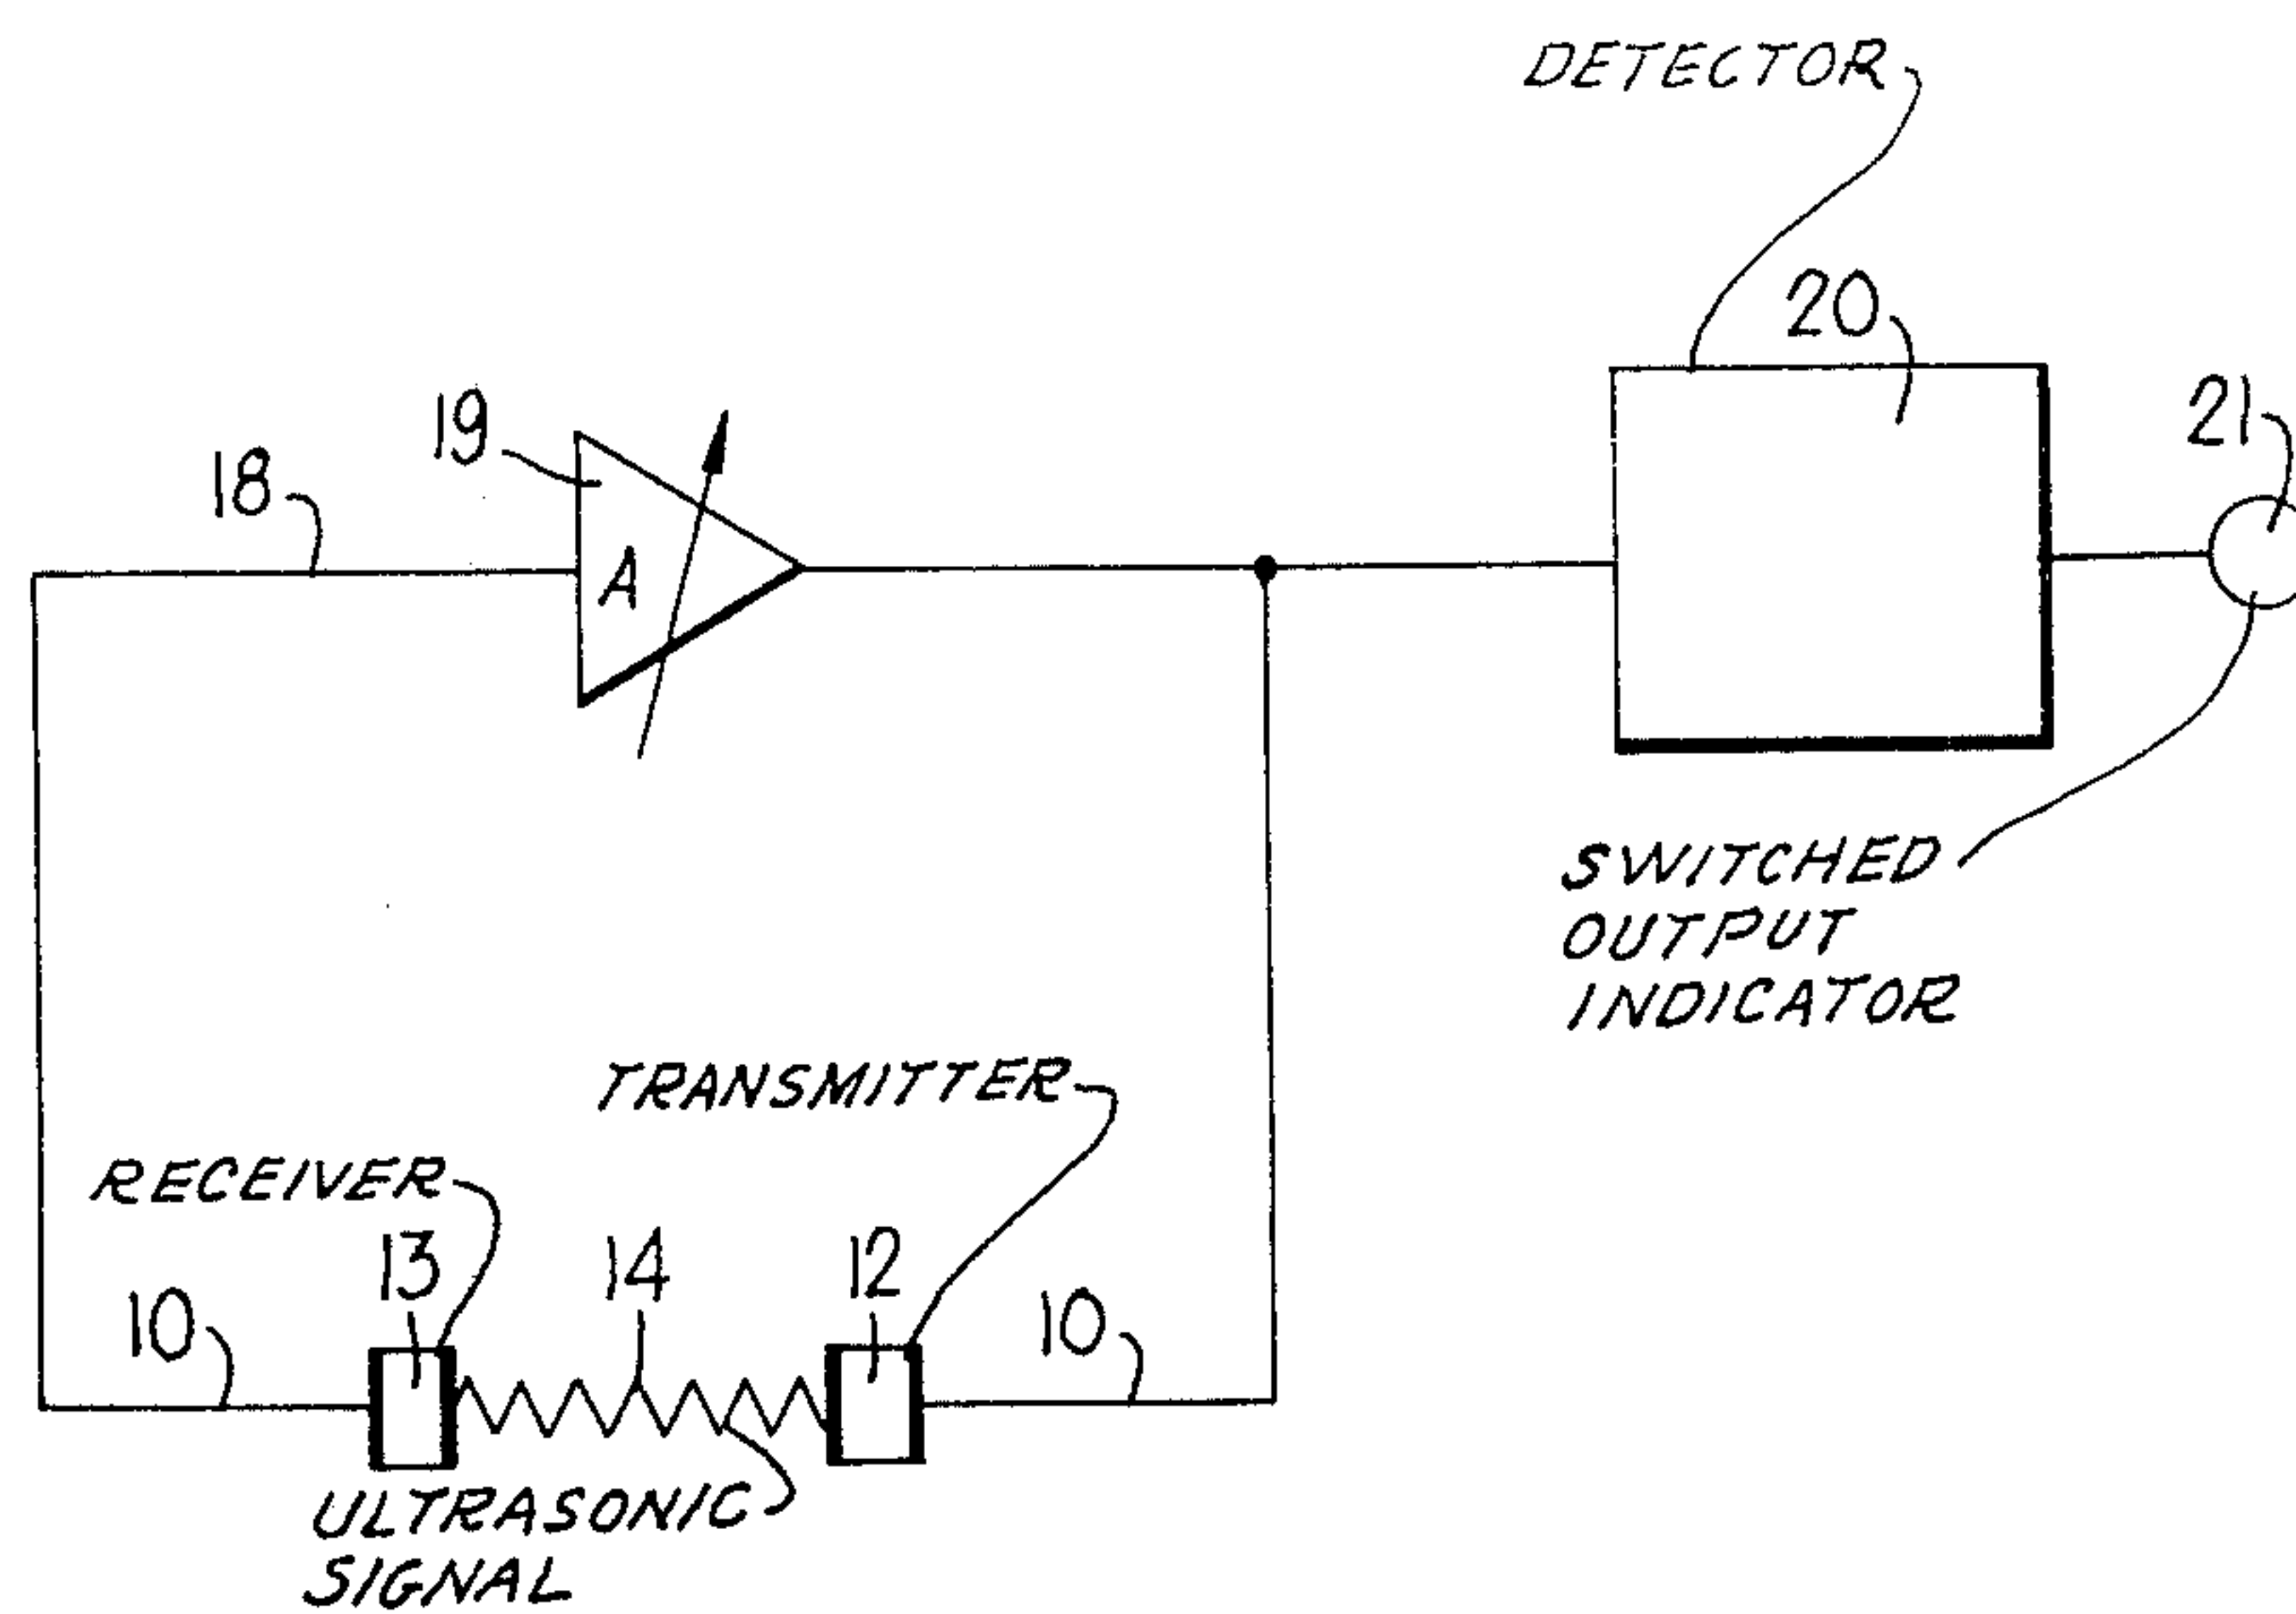 DETECTOR
20
21
19
18
A
SWITCHED
OUTPUT
INDICATOR
TRANSMITTER
RECEIVER
13
14
12
10
10
ULTRASONIC
SIGNAL